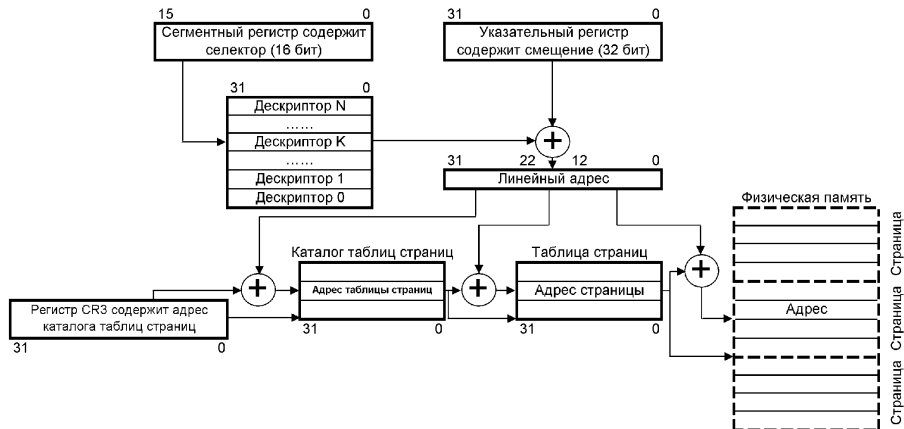 15 0
Сегментный регистр содержит
селектор (16 бит)
31 0
Указательный регистр
содержит смещение (32 бит)
31 0
Дескриптор N
......
Дескриптор K
......
Дескриптор 1
Дескриптор 0
+
31 22 12 0
Линейный адрес
Физическая память
Страница
Страница
Страница
Адрес
Каталог таблиц страниц
Адрес таблицы страниц
31 0
Таблица страниц
Адрес страницы
31 0
+
+
+
Регистр CR3 содержит адрес
каталога таблиц страниц
31 0